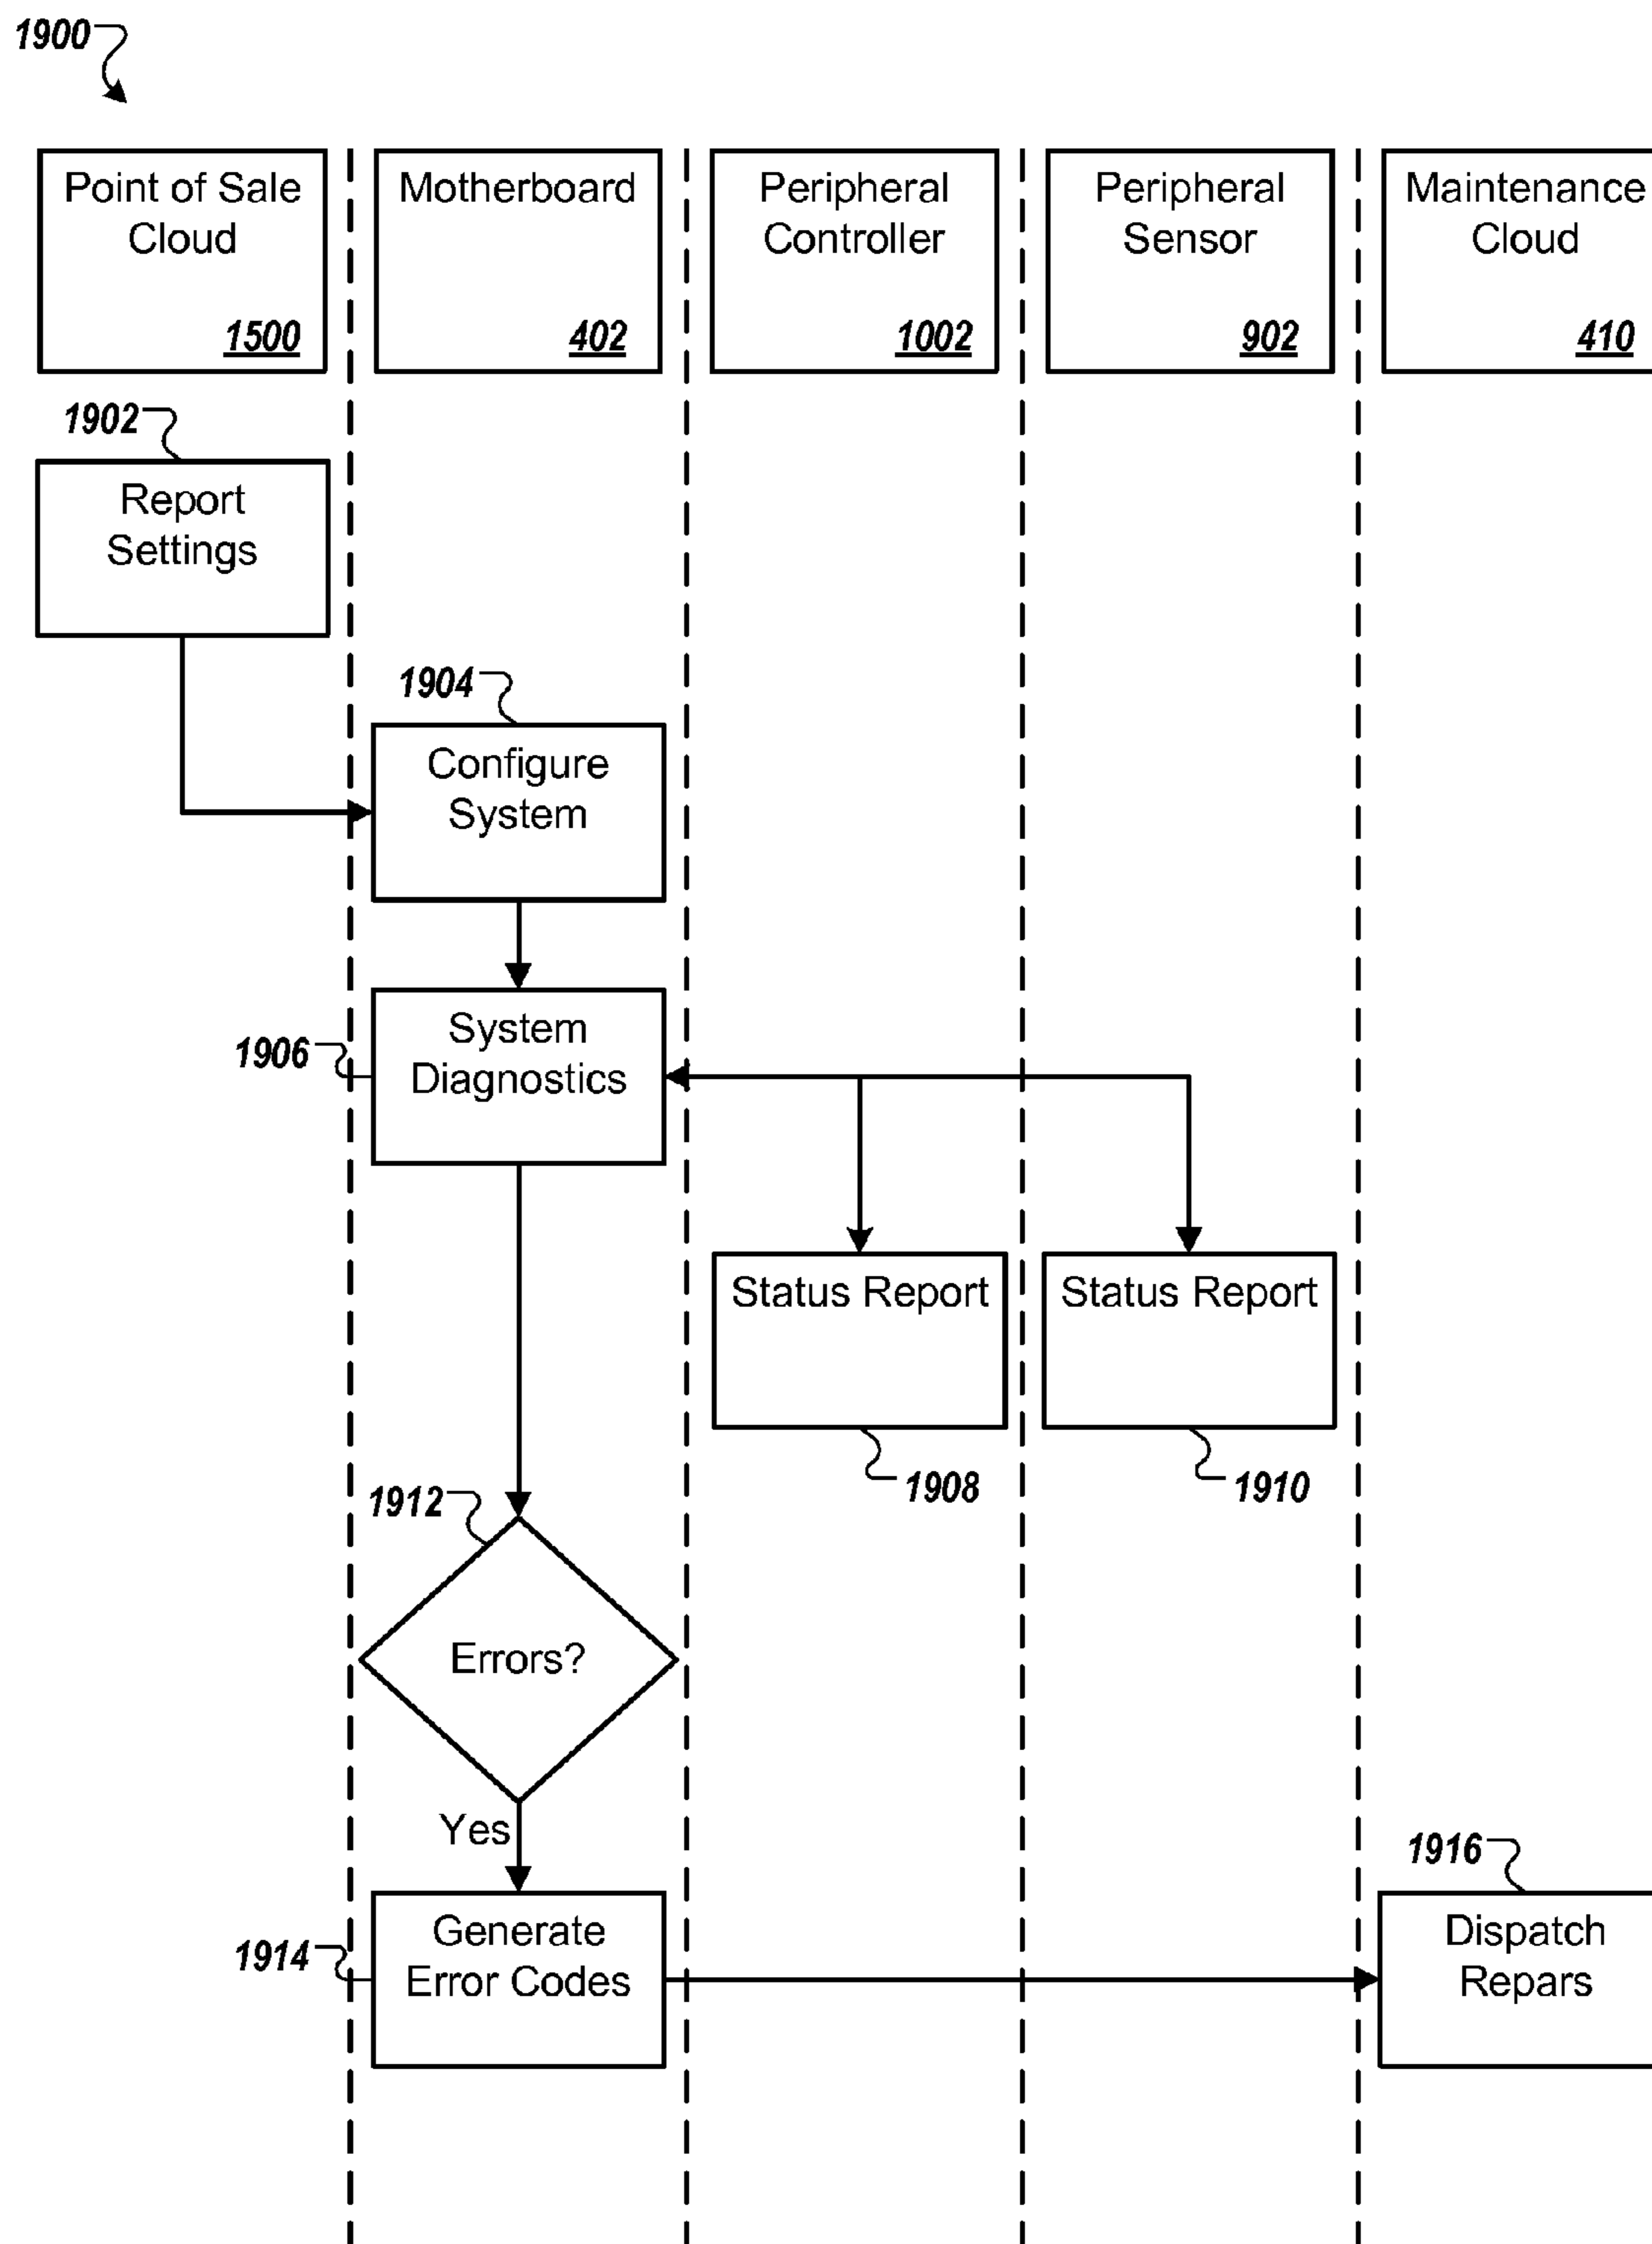 1900
Point of Sale
Cloud
1500
Motherboard
402
Peripheral
Controller
1002
Peripheral
Sensor
902
Maintenance
Cloud
410
1902
Report
Settings
1904
Configure
System
1906
System
Diagnostics
Status Report
1908
Status Report
1910
1912
Errors?
Yes
1914
Generate
Error Codes
1916
Dispatch
Repars